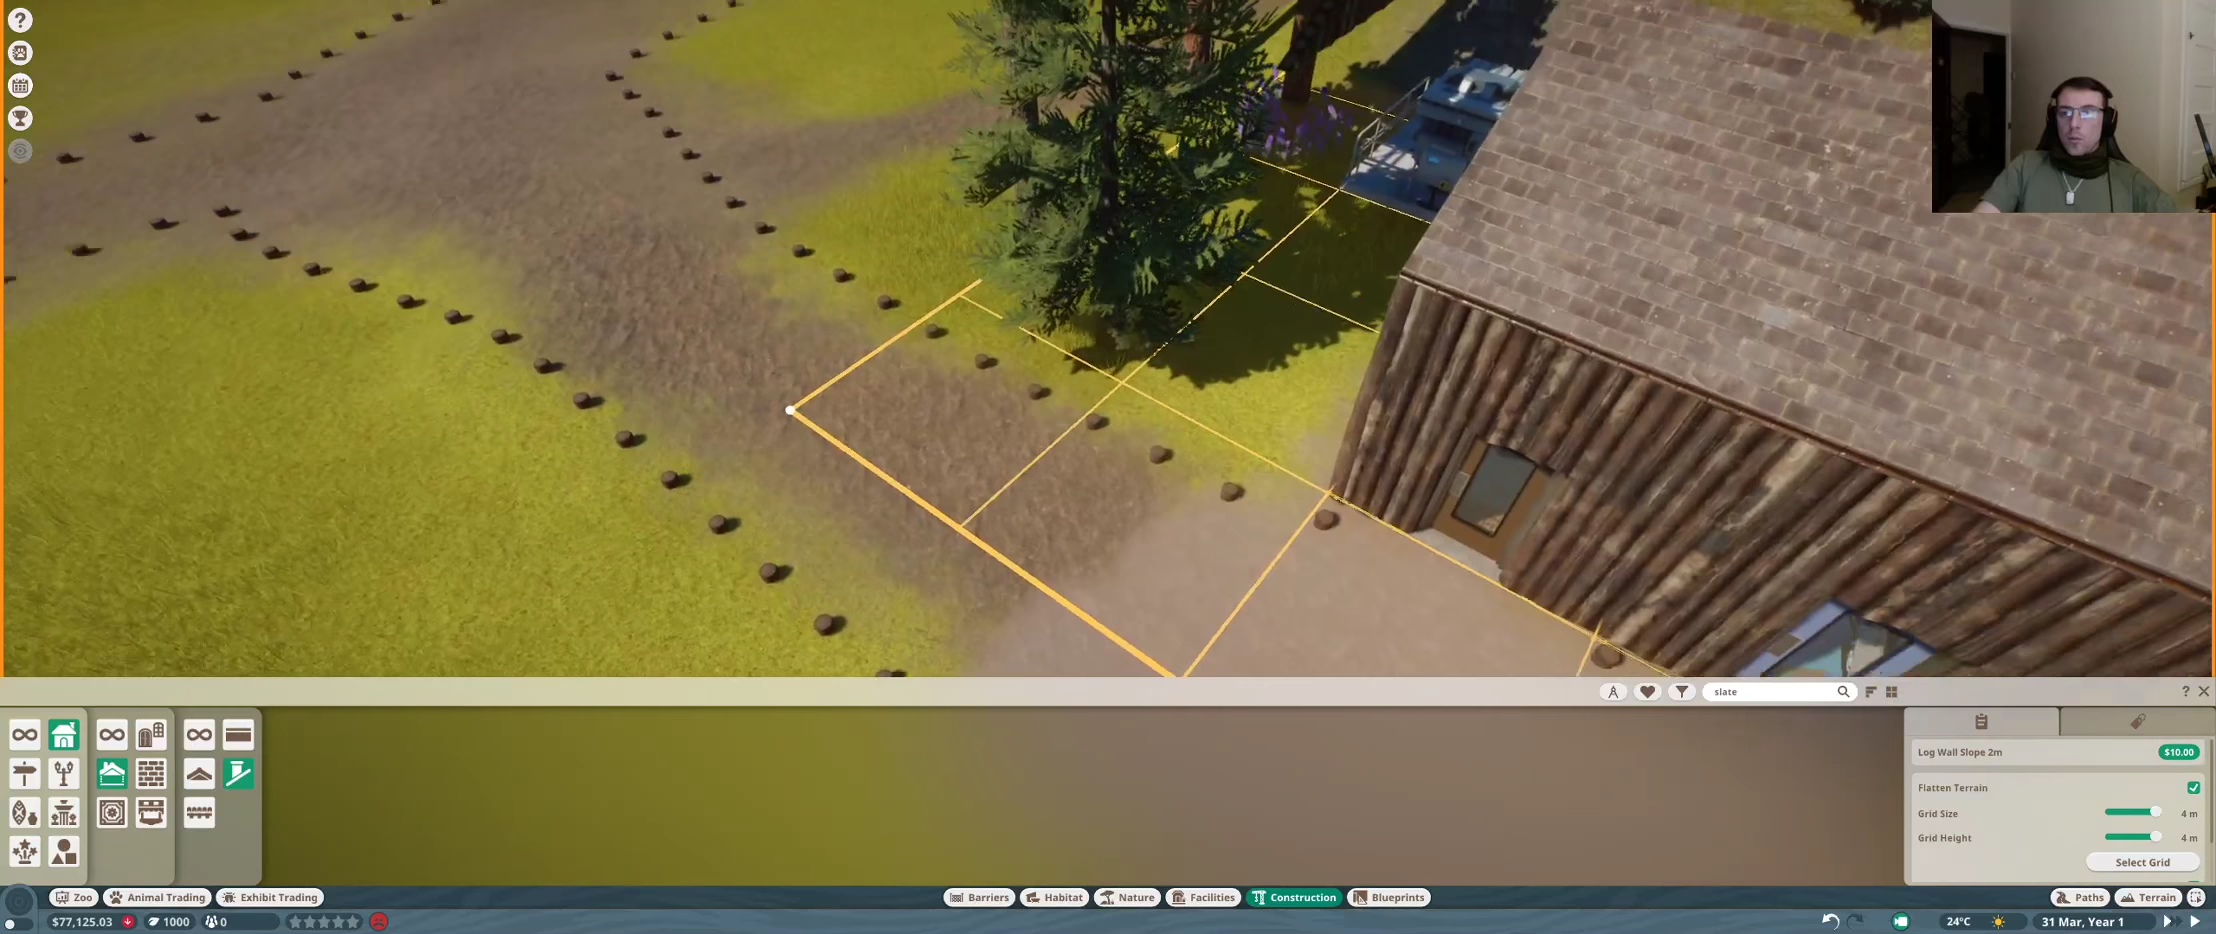 slate
?
Log Wall Slope 2m
$10.00
Flatten Terrain
Grid Size
4 m
Grid Height
4 m
Select Grid
Zoo
Animal Trading
Exhibit Trading
Barriers
Habitat
Nature
Facilities
Construction
Blueprints
Paths
Terrain
$77,125.03
1000
0
24°C
31 Mar, Year 1